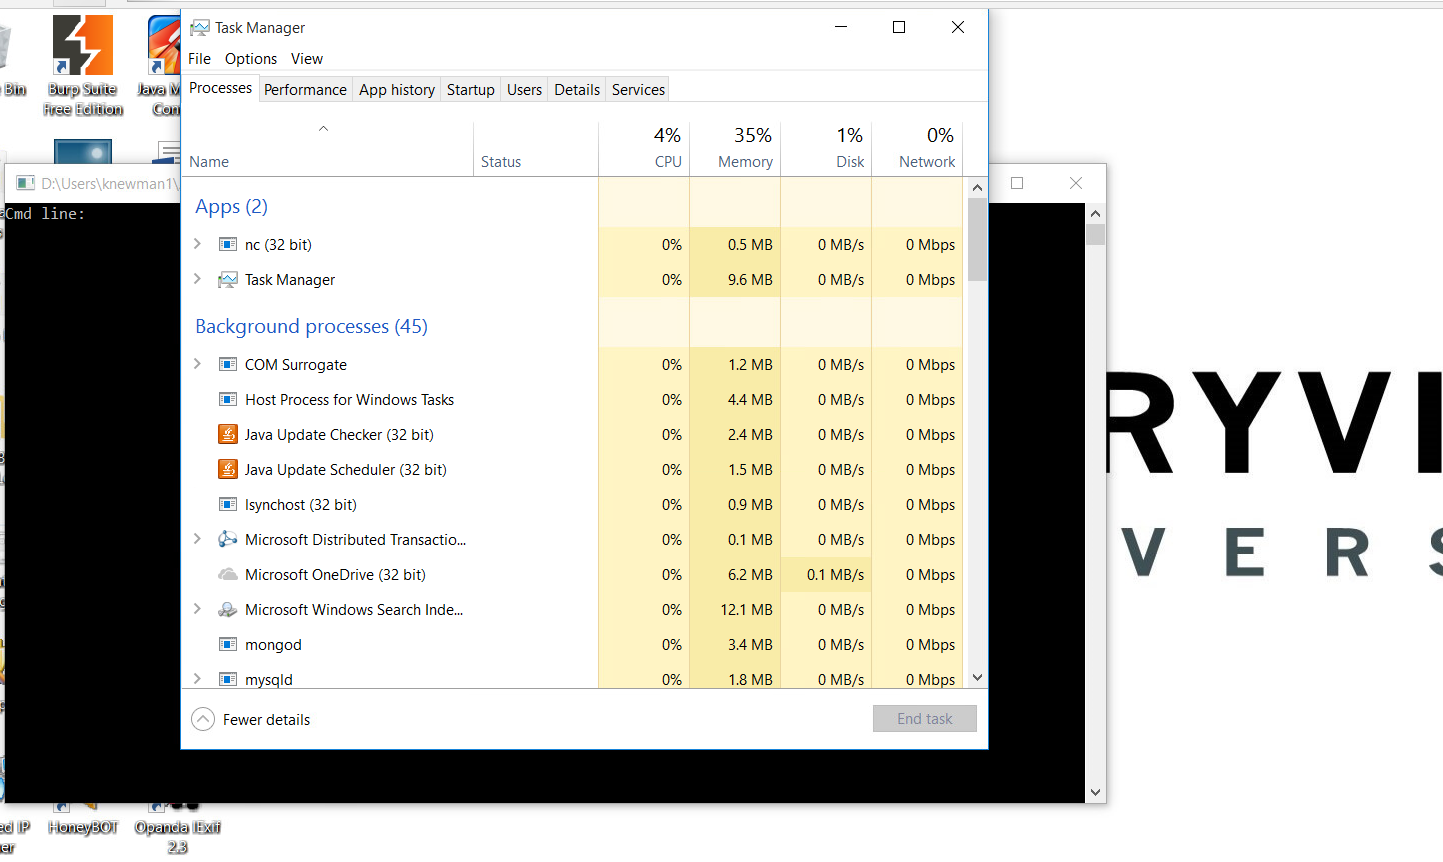 Task Manager
File Options View
Processes Performance App history Startup Users Details Services
4% 35% 1% 0%
Name Status CPU Memory Disk Network
Apps (2)
nc (32 bit) 0% 0.5 MB 0 MB/s 0 Mbps
Task Manager 0% 9.6 MB 0 MB/s 0 Mbps
Background processes (45)
COM Surrogate 0% 1.2 MB 0 MB/s 0 Mbps
Host Process for Windows Tasks 0% 4.4 MB 0 MB/s 0 Mbps
Java Update Checker (32 bit) 0% 2.4 MB 0 MB/s 0 Mbps
Java Update Scheduler (32 bit) 0% 1.5 MB 0 MB/s 0 Mbps
lsynchost (32 bit) 0% 0.9 MB 0 MB/s 0 Mbps
Microsoft Distributed Transactio... 0% 0.1 MB 0 MB/s 0 Mbps
Microsoft OneDrive (32 bit) 0% 6.2 MB 0.1 MB/s 0 Mbps
Microsoft Windows Search Inde... 0% 12.1 MB 0 MB/s 0 Mbps
mongod 0% 3.4 MB 0 MB/s 0 Mbps
mysqld 0% 1.8 MB 0 MB/s 0 Mbps
Fewer details End task
D:\Users\knewman1\
Cmd line:
Bin
Burp Suite
Free Edition
Java M
Con
RYVI
VERS
ed IP
er
HoneyBOT
Opanda IExif
2.3